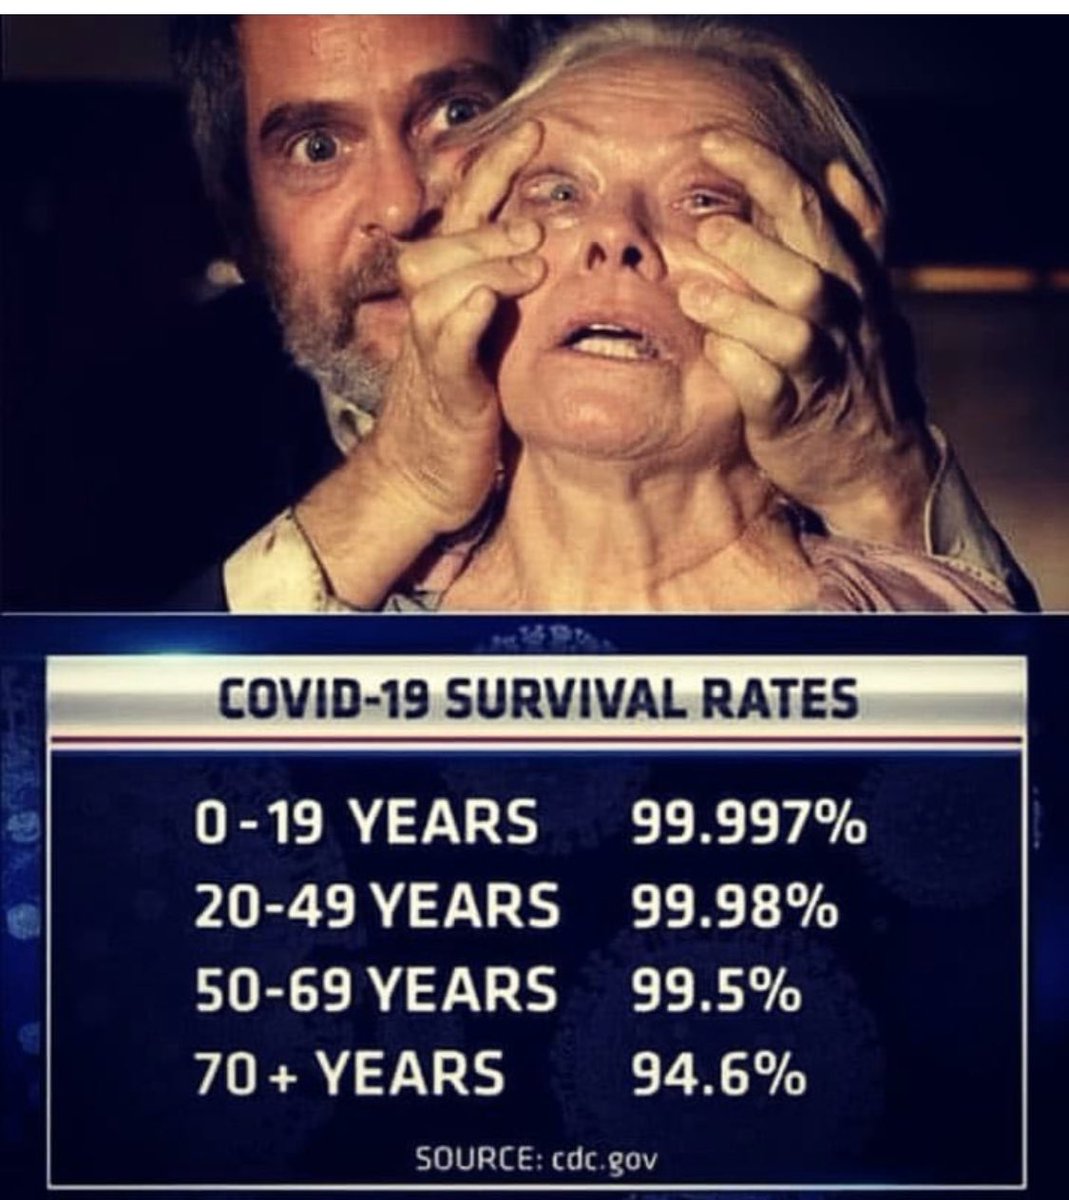 COVID-19 SURVIVAL RATES
0-19 YEARS 99.997%
20-49 YEARS 99.98%
50-69 YEARS 99.5%
70+ YEARS 94.6%
SOURCE: cdc.gov